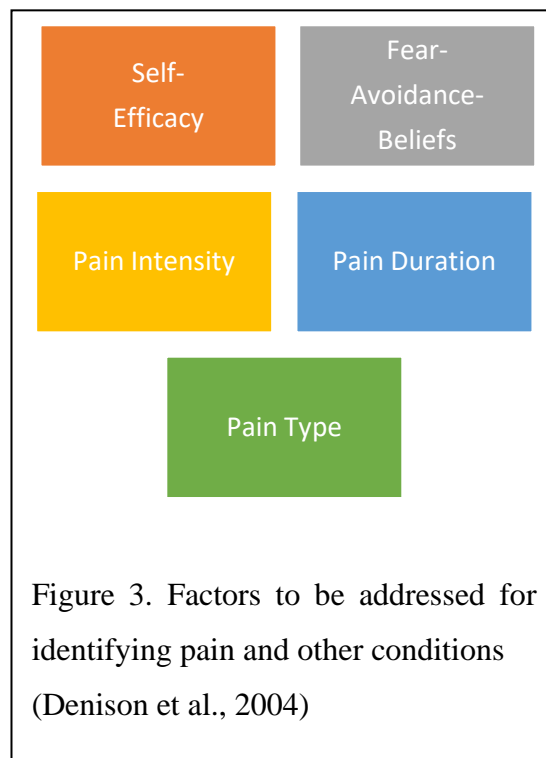 Self-
Efficacy
Fear-
Avoidance-
Beliefs
Pain Intensity
Pain Duration
Pain Type
Figure 3. Factors to be addressed for
identifying pain and other conditions
(Denison et al., 2004)